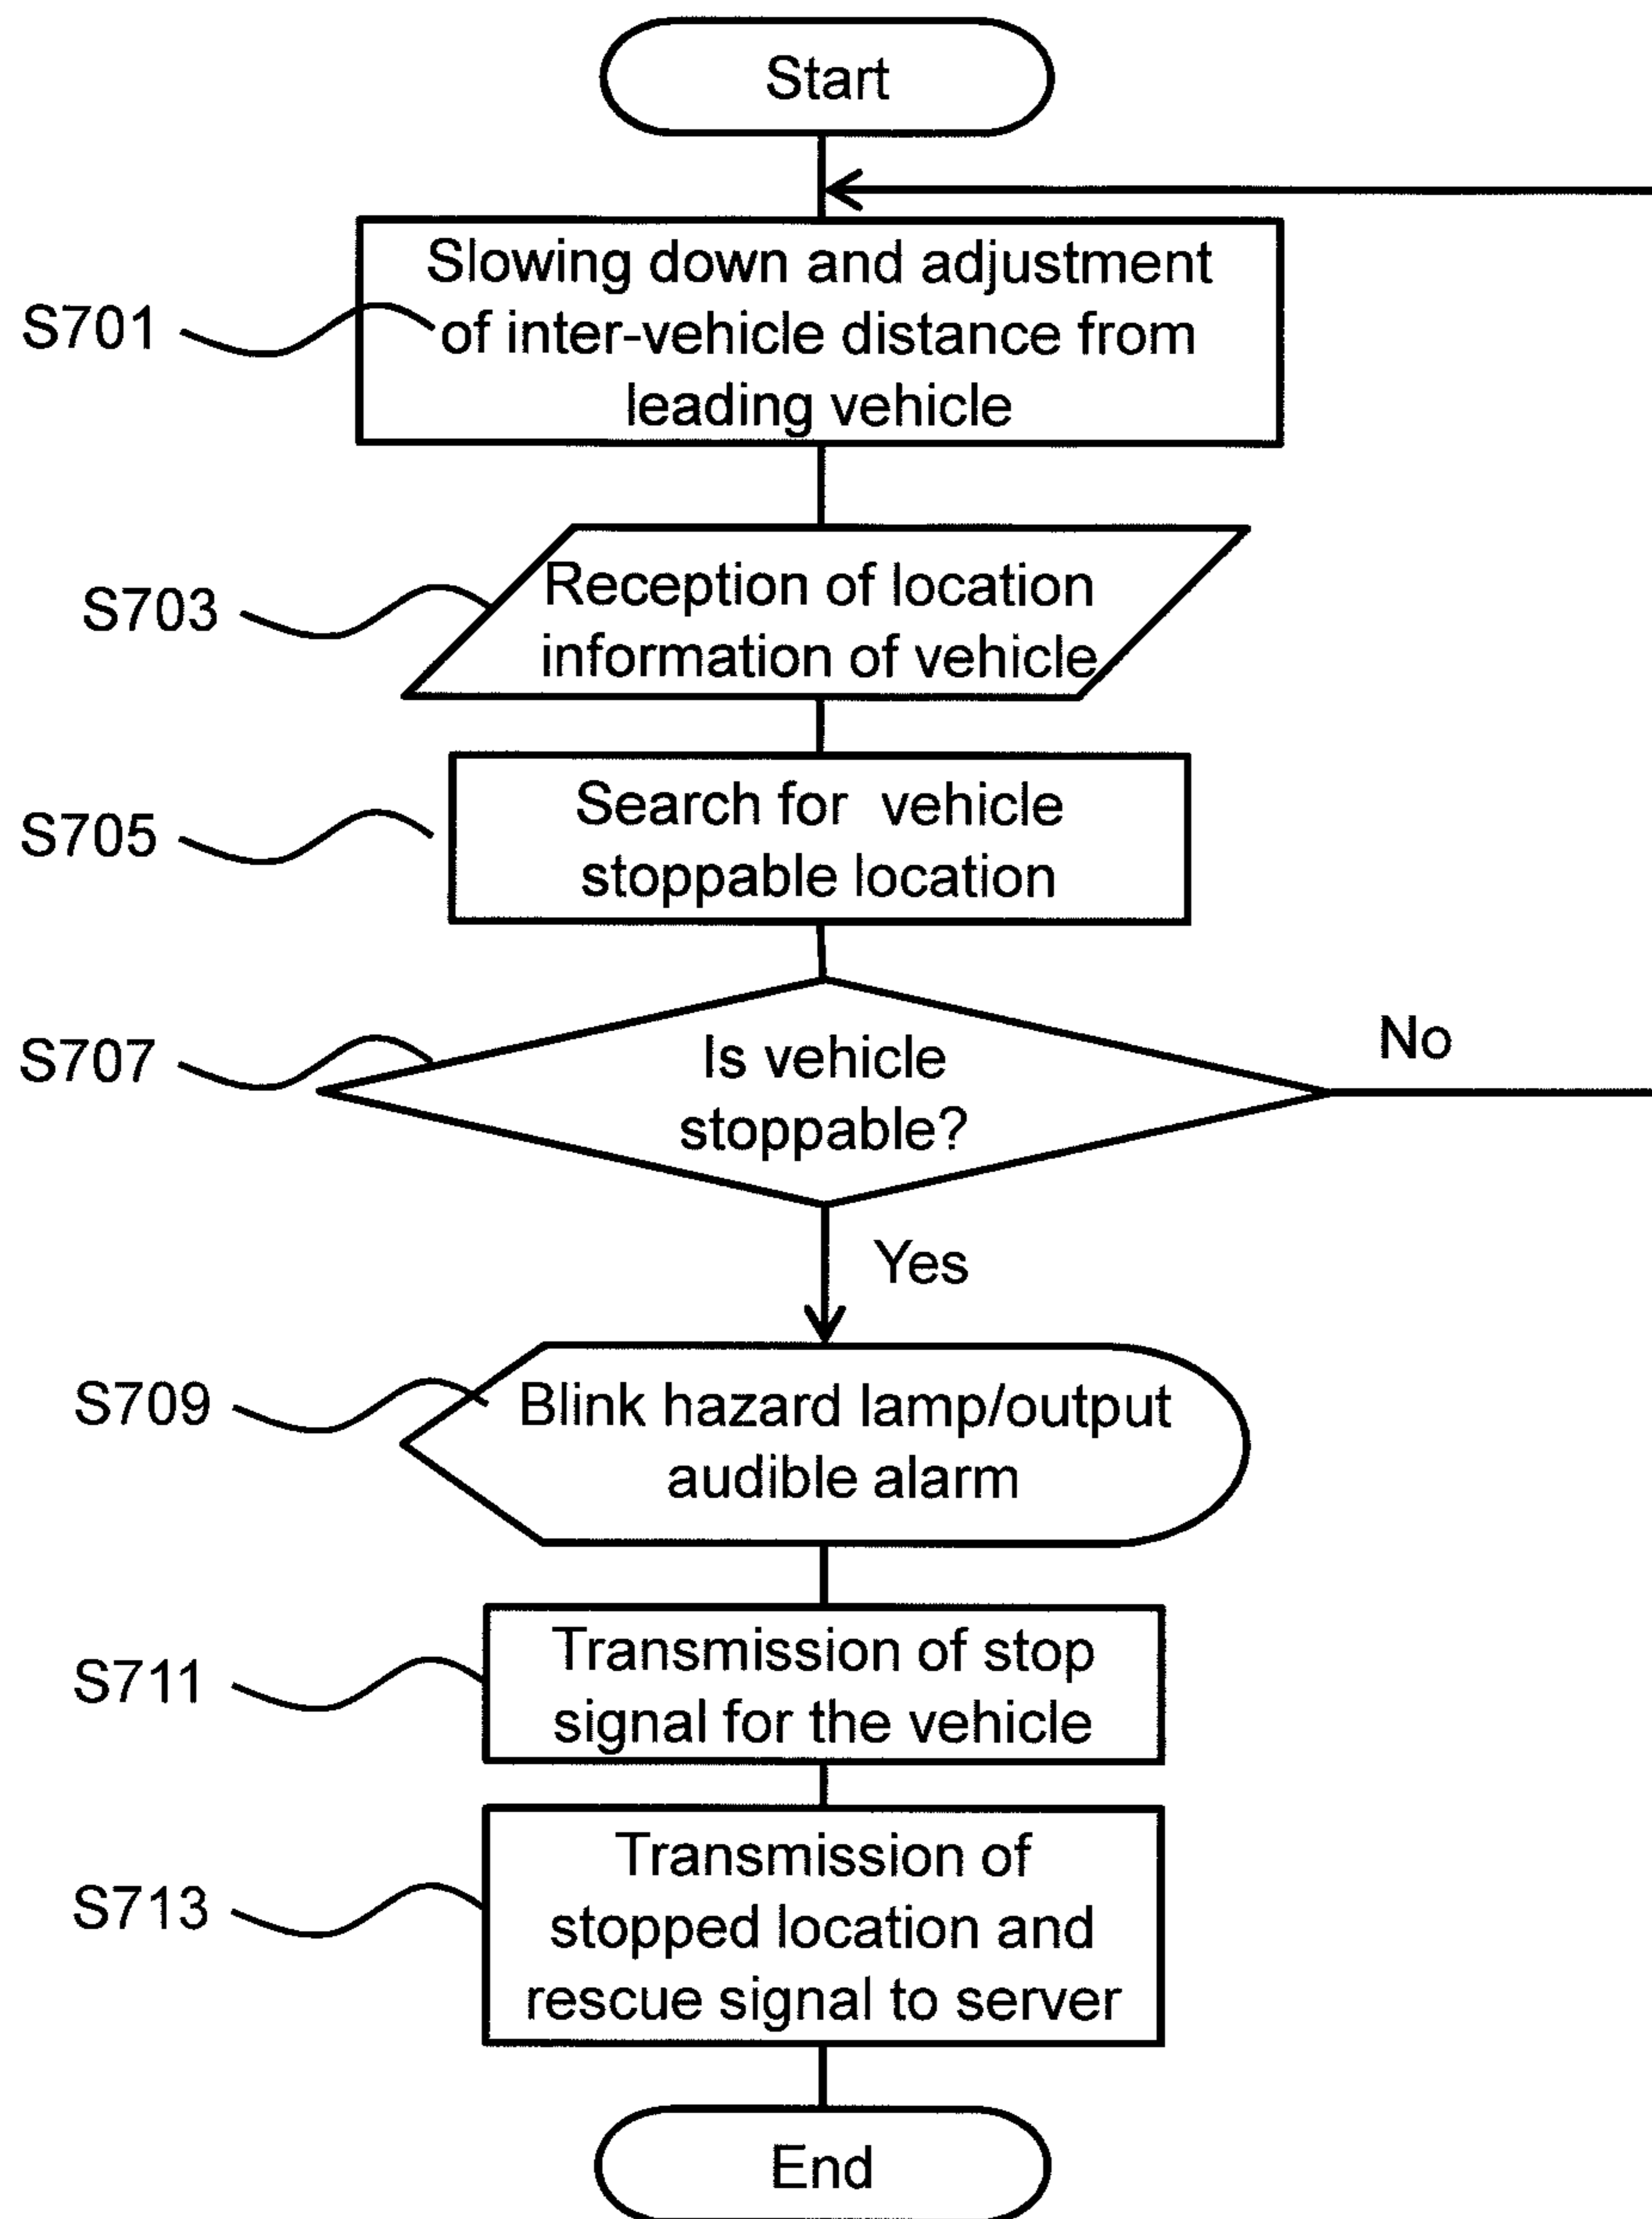 Start
Slowing down and adjustment
of inter-vehicle distance from
leading vehicle
S701
Reception of location
information of vehicle
S703
Search for vehicle
stoppable location
S705
Is vehicle
stoppable?
S707
No
Yes
Blink hazard lamp/output
audible alarm
S709
Transmission of stop
signal for the vehicle
S711
Transmission of
stopped location and
rescue signal to server
S713
End